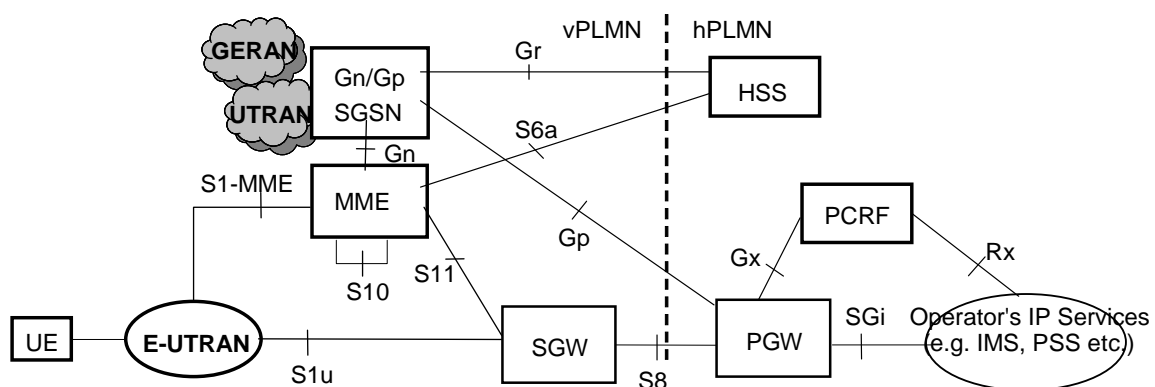 vPLMN
hPLMN
GERAN
Gr
Gn/Gp
SGSN
HSS
UTRAN
S6a
Gn
S1-MME
MME
PCRF
Gp
Gx
Rx
S11
S10
SGi
Operator's IP Services
(e.g. IMS, PSS etc.)
UE
E-UTRAN
SGW
PGW
S1u
S8